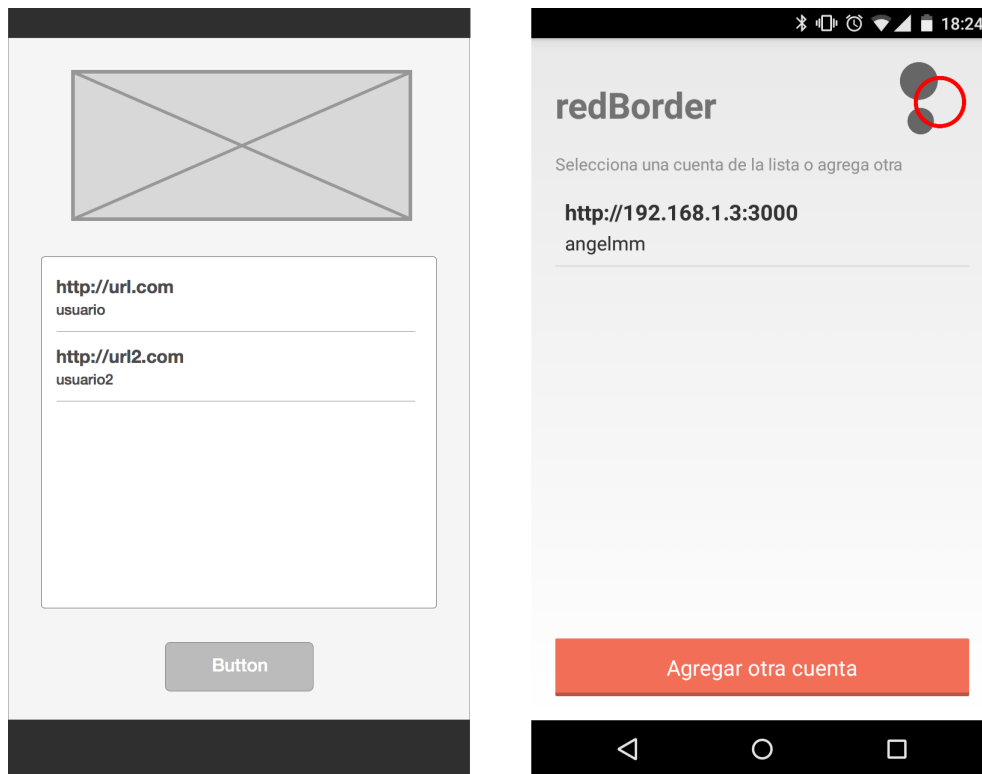 http://url.com
usuario
http://url2.com
usuario2
Button
18:24
redBorder
Selecciona una cuenta de la lista o agrega otra
http://192.168.1.3:3000
angelmm
Agregar otra cuenta